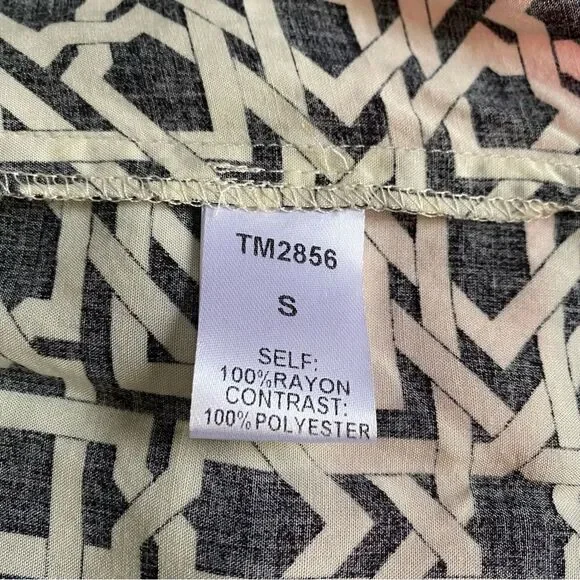 TM2856
S
SELF:
100%RAYON
CONTRAST:
100%POLYESTER